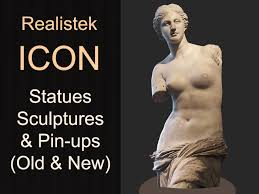 Realistek
ICON
Statues
Sculptures
& Pin-ups
(Old & New)